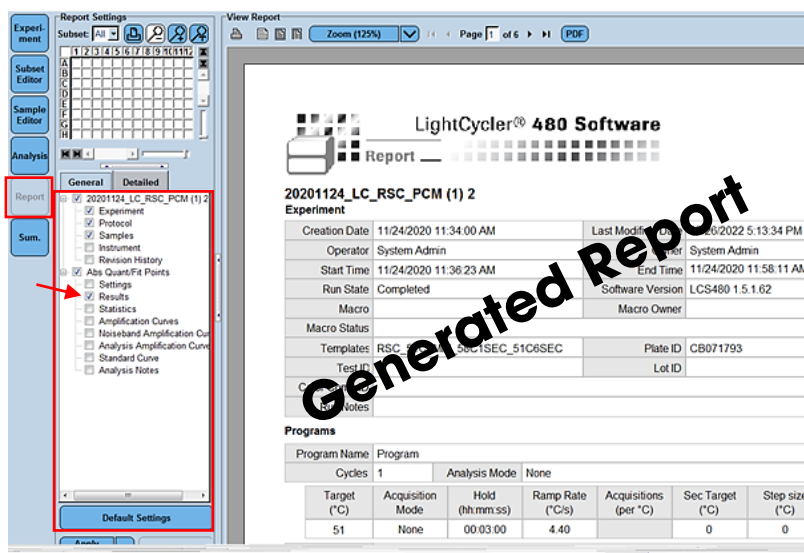 Report Settings
Subset: All
1 2 3 4 5 6 7 8 9 10 11 12
A
B
C
D
E
F
G
H
Experi-
ment
Subset
Editor
Sample
Editor
Analysis
Report
Sum.
General Detailed
20201124_LC_RSC_PCM (1) 2
Experiment
Protocol
Samples
Instrument
Revision History
Abs Quant/Fit Points
Settings
Results
Statistics
Amplification Curves
Noiseband Amplification Cur
Analysis Amplification Curve
Standard Curve
Analysis Notes
Default Settings
Apply
View Report
Zoom (125%) Page 1 of 6 PDF
LightCycler® 480 Software
Report
20201124_LC_RSC_PCM (1) 2
Experiment
Creation Date 11/24/2020 11:34:00 AM Last Modified 5:13:34 PM
Operator System Admin System Admin
Start Time 11/24/2020 11:36:23 AM End Time 11/24/2020 11:58:11 AM
Run State Completed Software Version LCS480 1.5.1.62
Macro Macro Owner
Macro Status
Templates Plate ID CB071793
Test ID Lot ID
Run Notes
Generated Report
Programs
Program Name Program
Cycles 1 Analysis Mode None
Target (°C) Acquisition Mode Hold (hh:mm:ss) Ramp Rate (°C/s) Acquisitions (per °C) Sec Target (°C) Step size (°C)
51 None 00:03:00 4.40 0 0